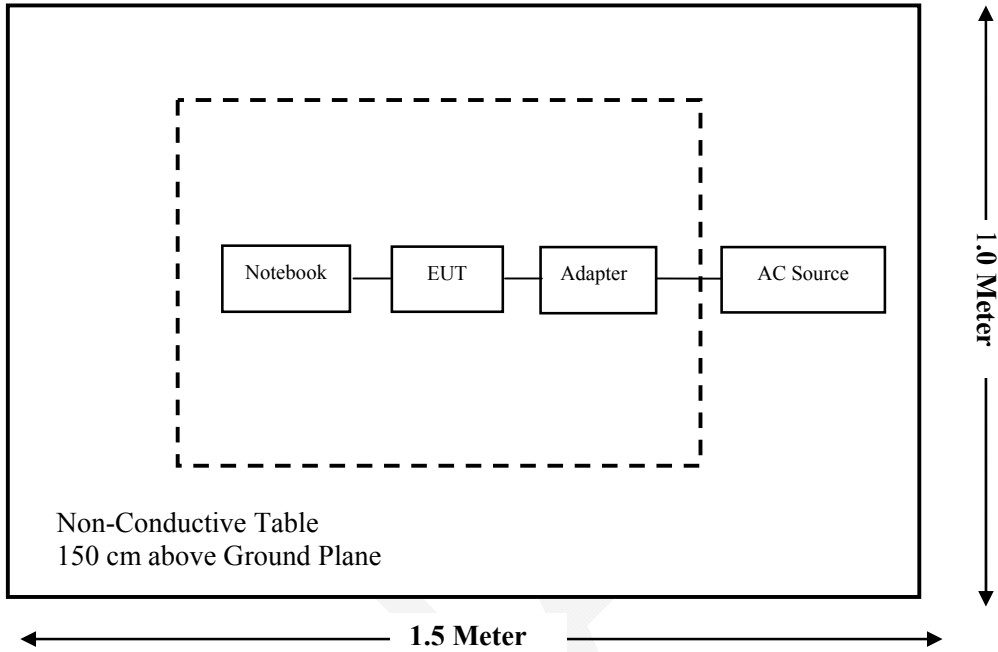 Notebook
EUT
Adapter
AC Source
1.0 Meter
Non-Conductive Table
150 cm above Ground Plane
1.5 Meter